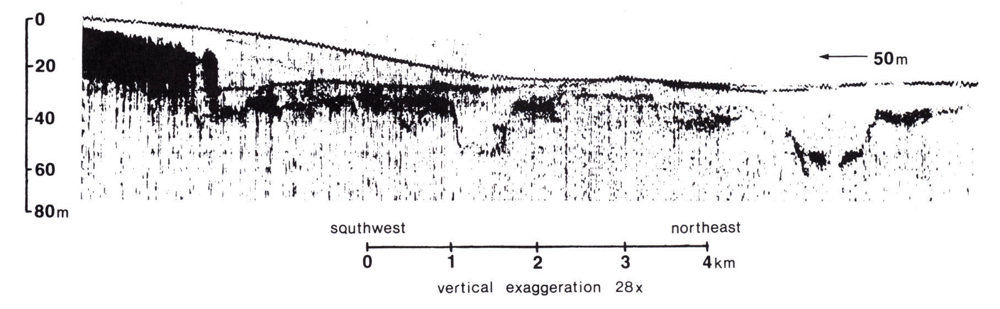 0
20
40
60
80m
50m
southwest northeast
0 1 2 3 4km
vertical exaggeration 28x